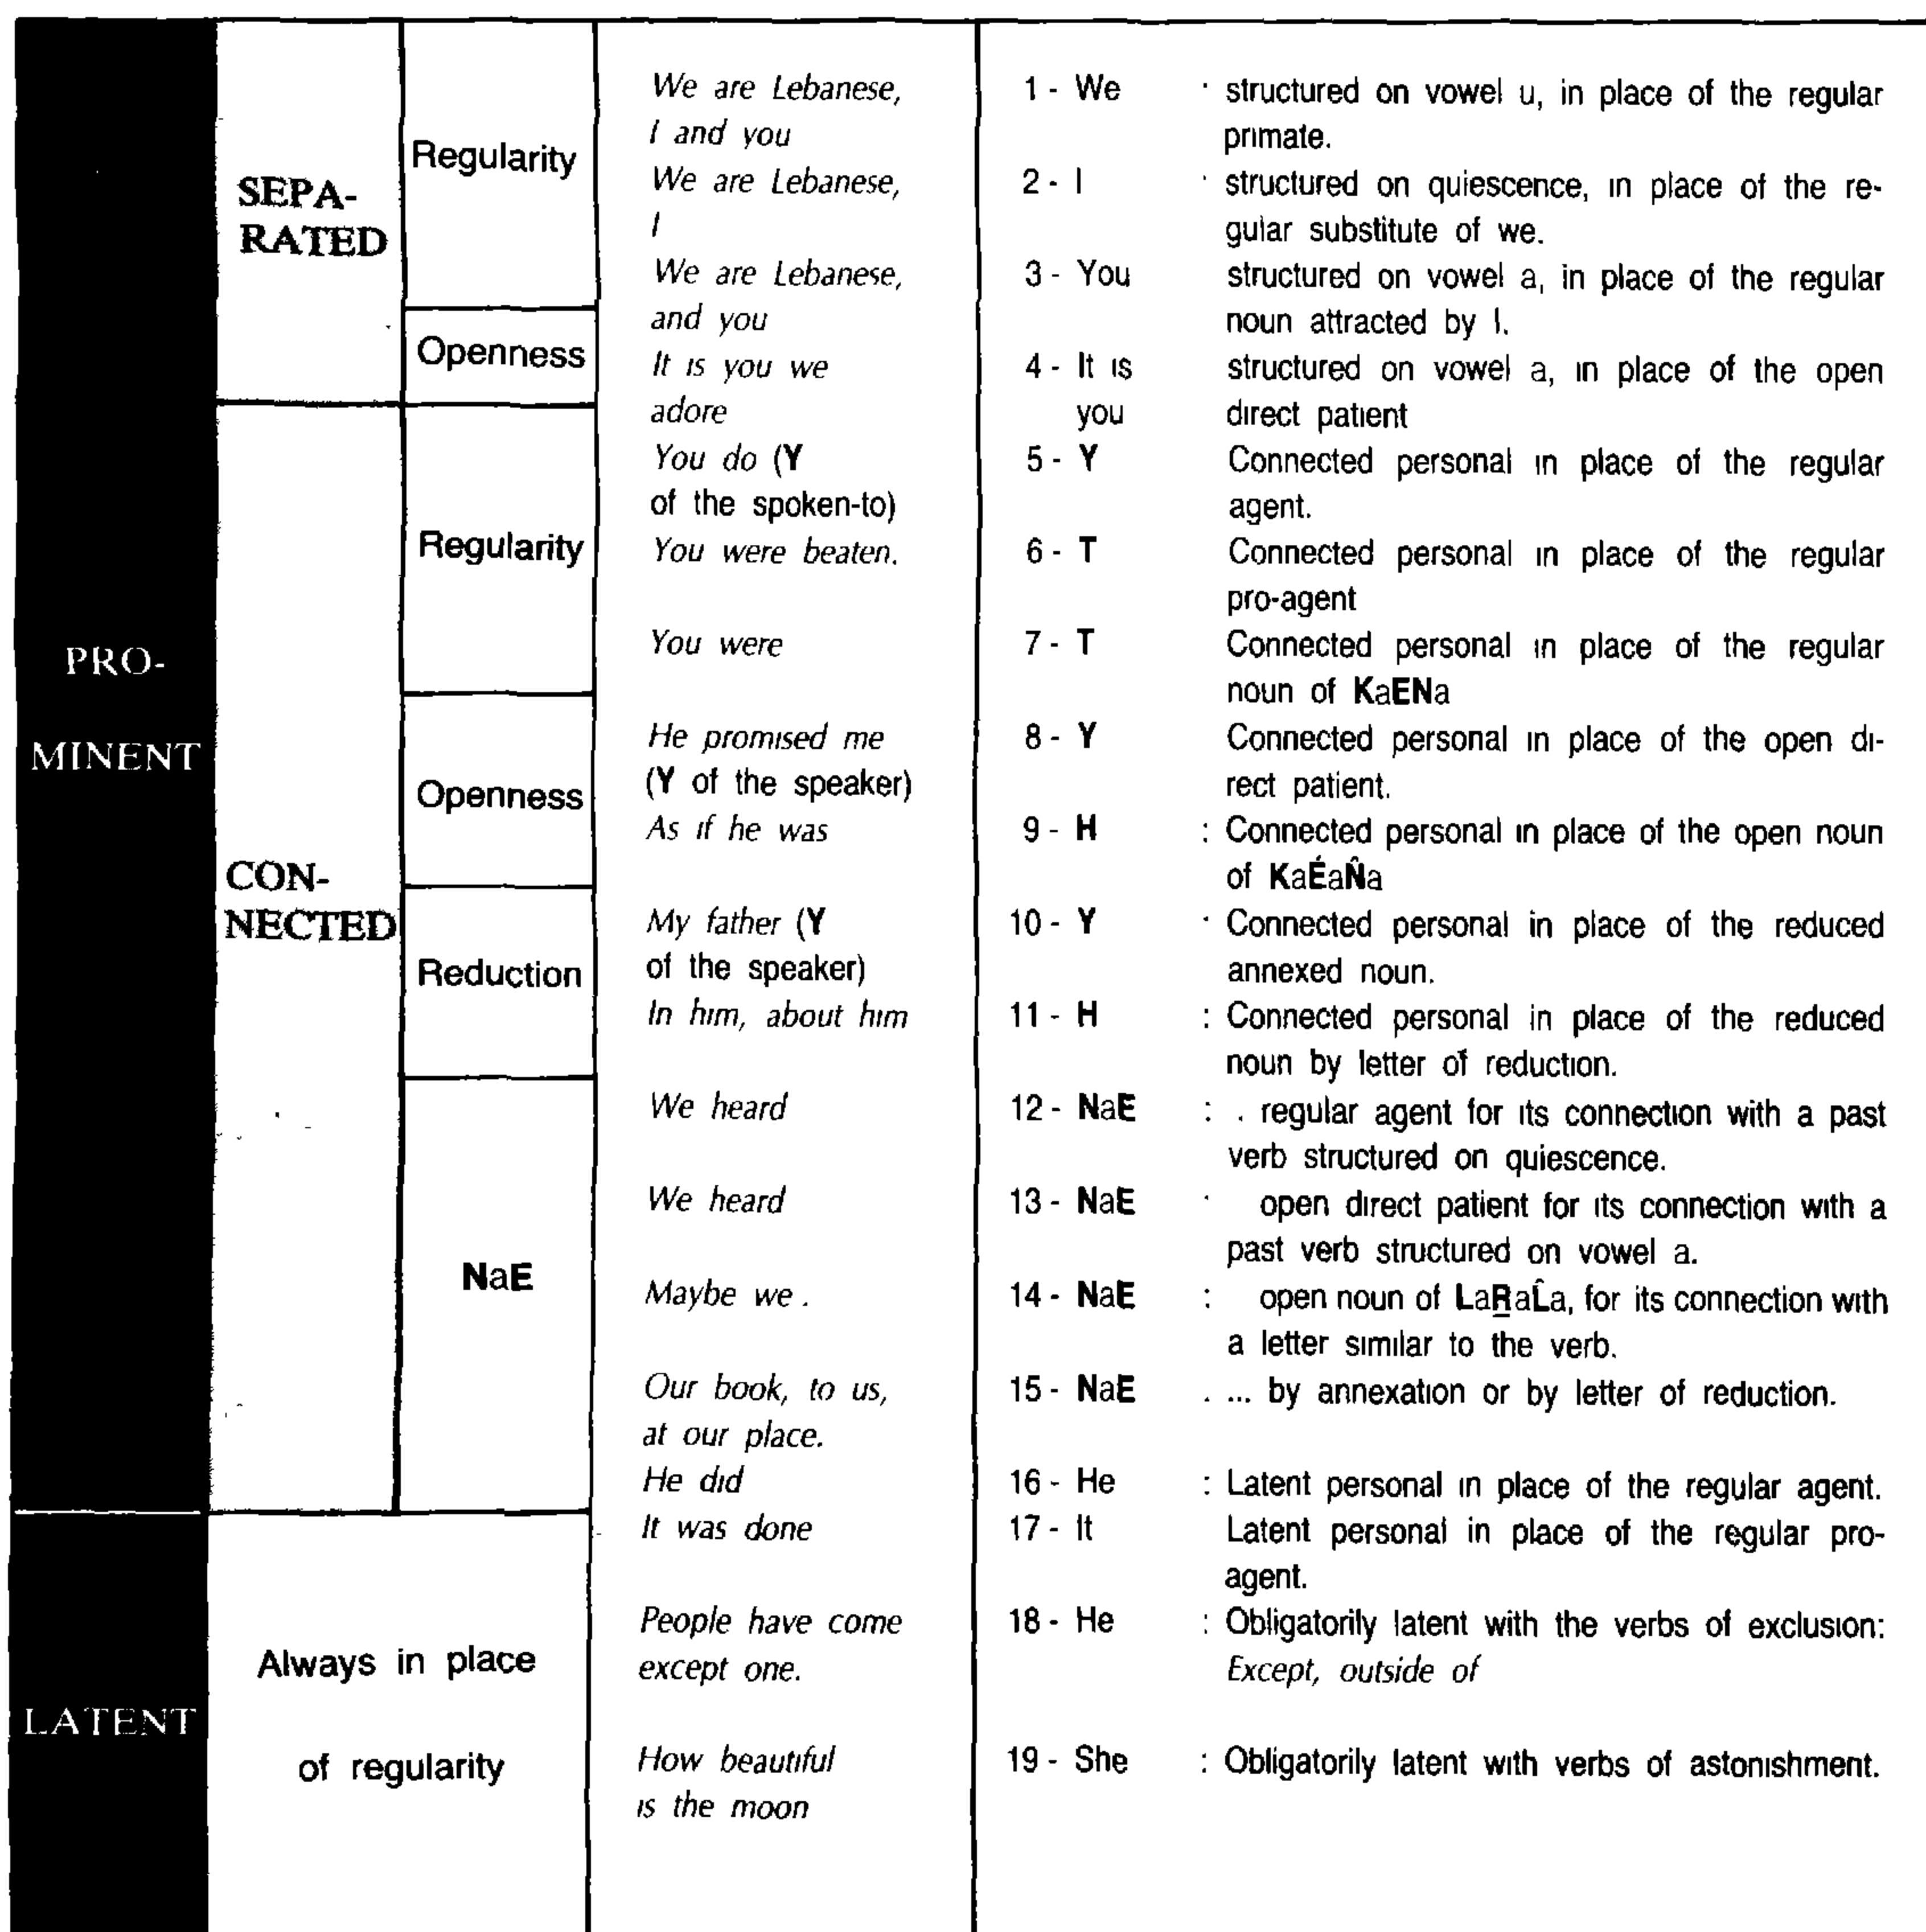 PRO-
MINENT
LATENT
SEPA-
RATED
CON-
NECTED
Regularity
Openness
Regularity
Openness
Reduction
NaE
Always in place
of regularity
We are Lebanese,
I and you
We are Lebanese,
I
We are Lebanese,
and you
It is you we
adore
You do (Y
of the spoken-to)
You were beaten.
You were
He promised me
(Y of the speaker)
As if he was
My father (Y
of the speaker)
In him, about him
We heard
We heard
Maybe we .
Our book, to us,
at our place.
He did
It was done
People have come
except one.
How beautiful
is the moon
1 - We : structured on vowel u, in place of the regular
primate.
2 - I : structured on quiescence, in place of the re-
gular substitute of we.
3 - You structured on vowel a, in place of the regular
noun attracted by I.
4 - It is structured on vowel a, in place of the open
you direct patient
5 - Y Connected personal in place of the regular
agent.
6 - T Connected personal in place of the regular
pro-agent
7 - T Connected personal in place of the regular
noun of KaENa
8 - Y Connected personal in place of the open di-
rect patient.
9 - H : Connected personal in place of the open noun
of KaÉaN̂a
10 - Y · Connected personal in place of the reduced
annexed noun.
11 - H : Connected personal in place of the reduced
noun by letter of reduction.
12 - NaE : . regular agent for its connection with a past
verb structured on quiescence.
13 - NaE · open direct patient for its connection with a
past verb structured on vowel a.
14 - NaE : open noun of LaR̲aL̂a, for its connection with
a letter similar to the verb.
15 - NaE . ... by annexation or by letter of reduction.
16 - He : Latent personal in place of the regular agent.
17 - It Latent personal in place of the regular pro-
agent.
18 - He : Obligatorily latent with the verbs of exclusion:
Except, outside of
19 - She : Obligatorily latent with verbs of astonishment.